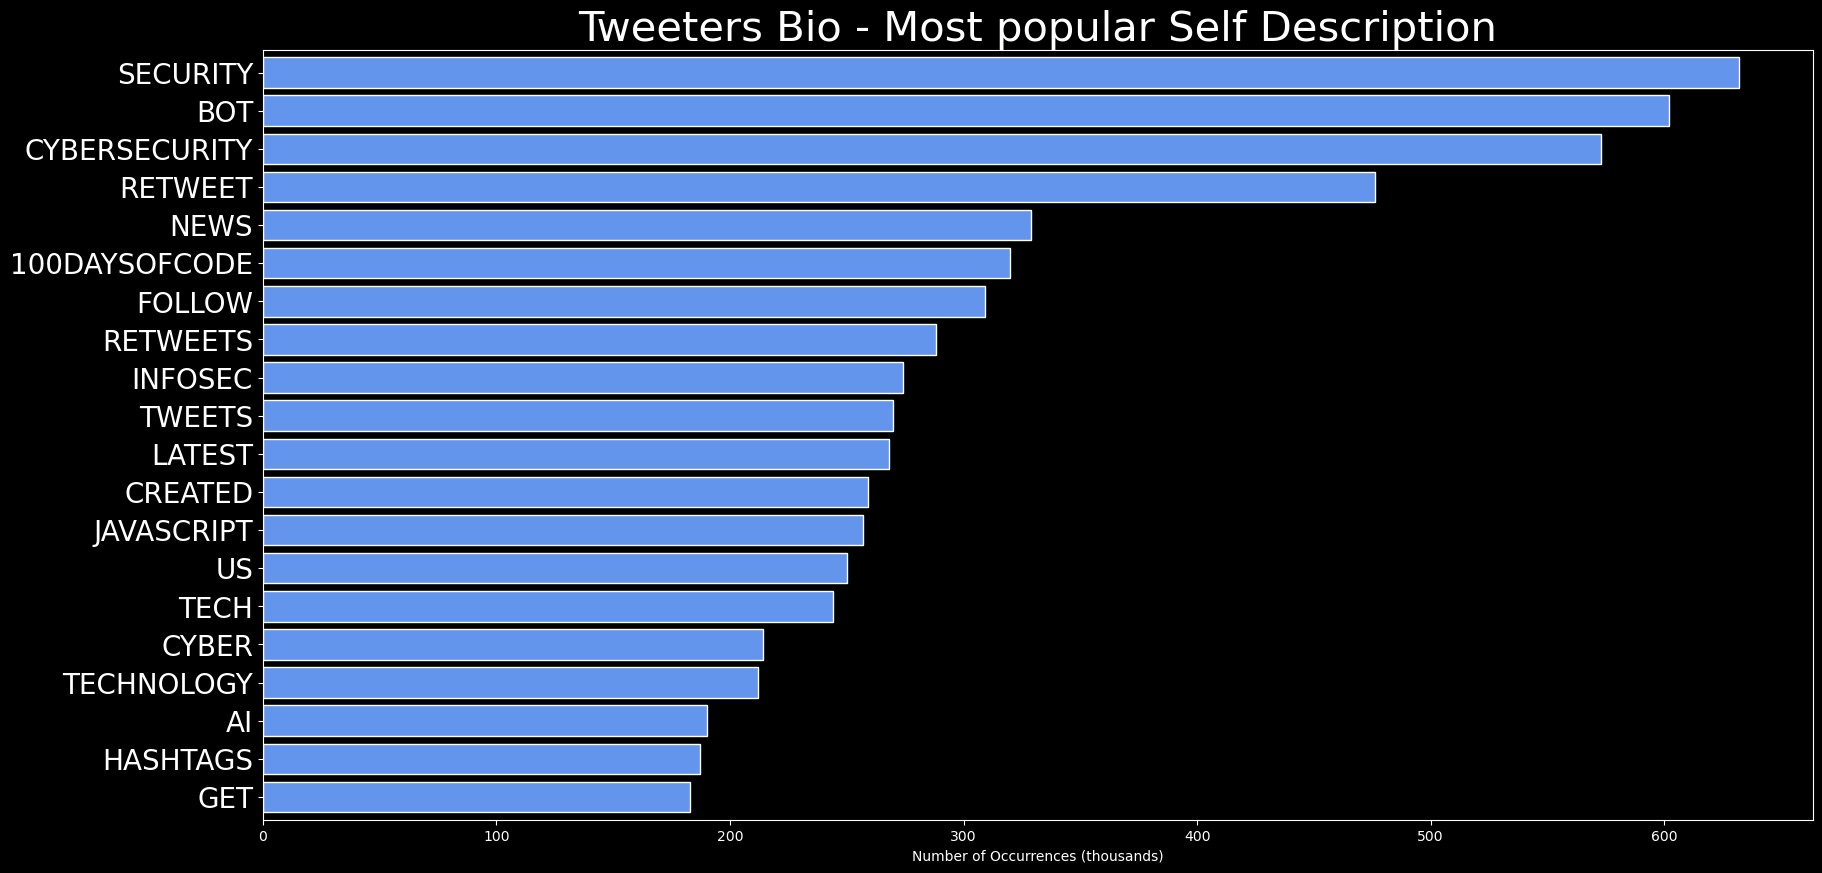 Tweeters Bio - Most popular Self Description
SECURITY
BOT
CYBERSECURITY
RETWEET
NEWS
100DAYSOFCODE
FOLLOW
RETWEETS
INFOSEC
TWEETS
LATEST
CREATED
JAVASCRIPT
US
TECH
CYBER
TECHNOLOGY
AI
HASHTAGS
GET
0 100 200 300 400 500 600
Number of Occurrences (thousands)